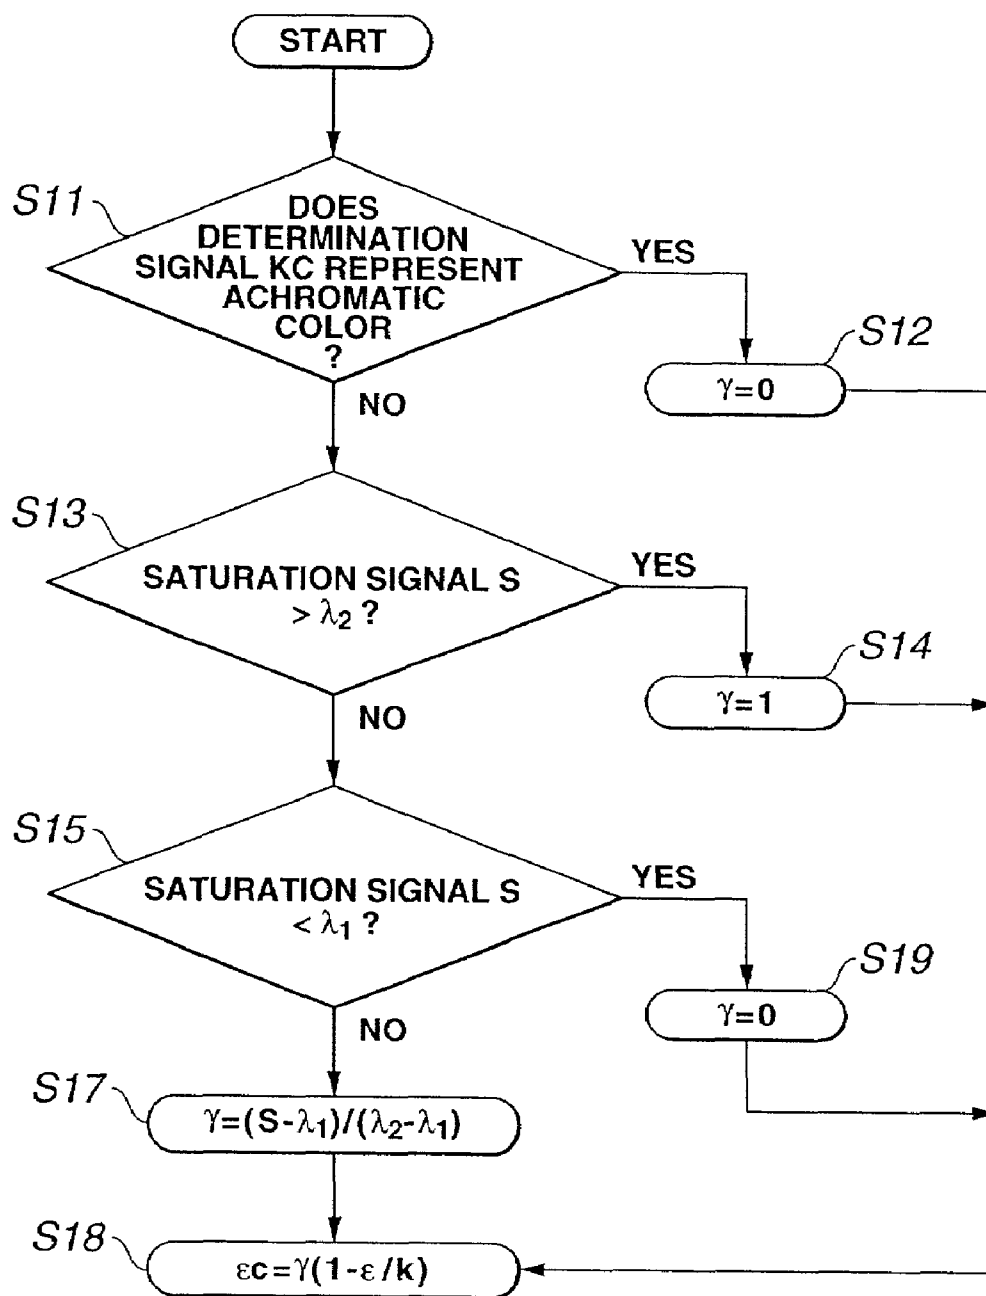 START
S11
DOES
DETERMINATION
SIGNAL KC REPRESENT
ACHROMATIC
COLOR
?
YES
S12
γ=0
NO
S13
SATURATION SIGNAL S
> λ₂ ?
YES
S14
γ=1
NO
S15
SATURATION SIGNAL S
< λ₁ ?
YES
S19
γ=0
NO
S17
γ=(S-λ₁)/(λ₂-λ₁)
S18
εc=γ(1-ε/k)